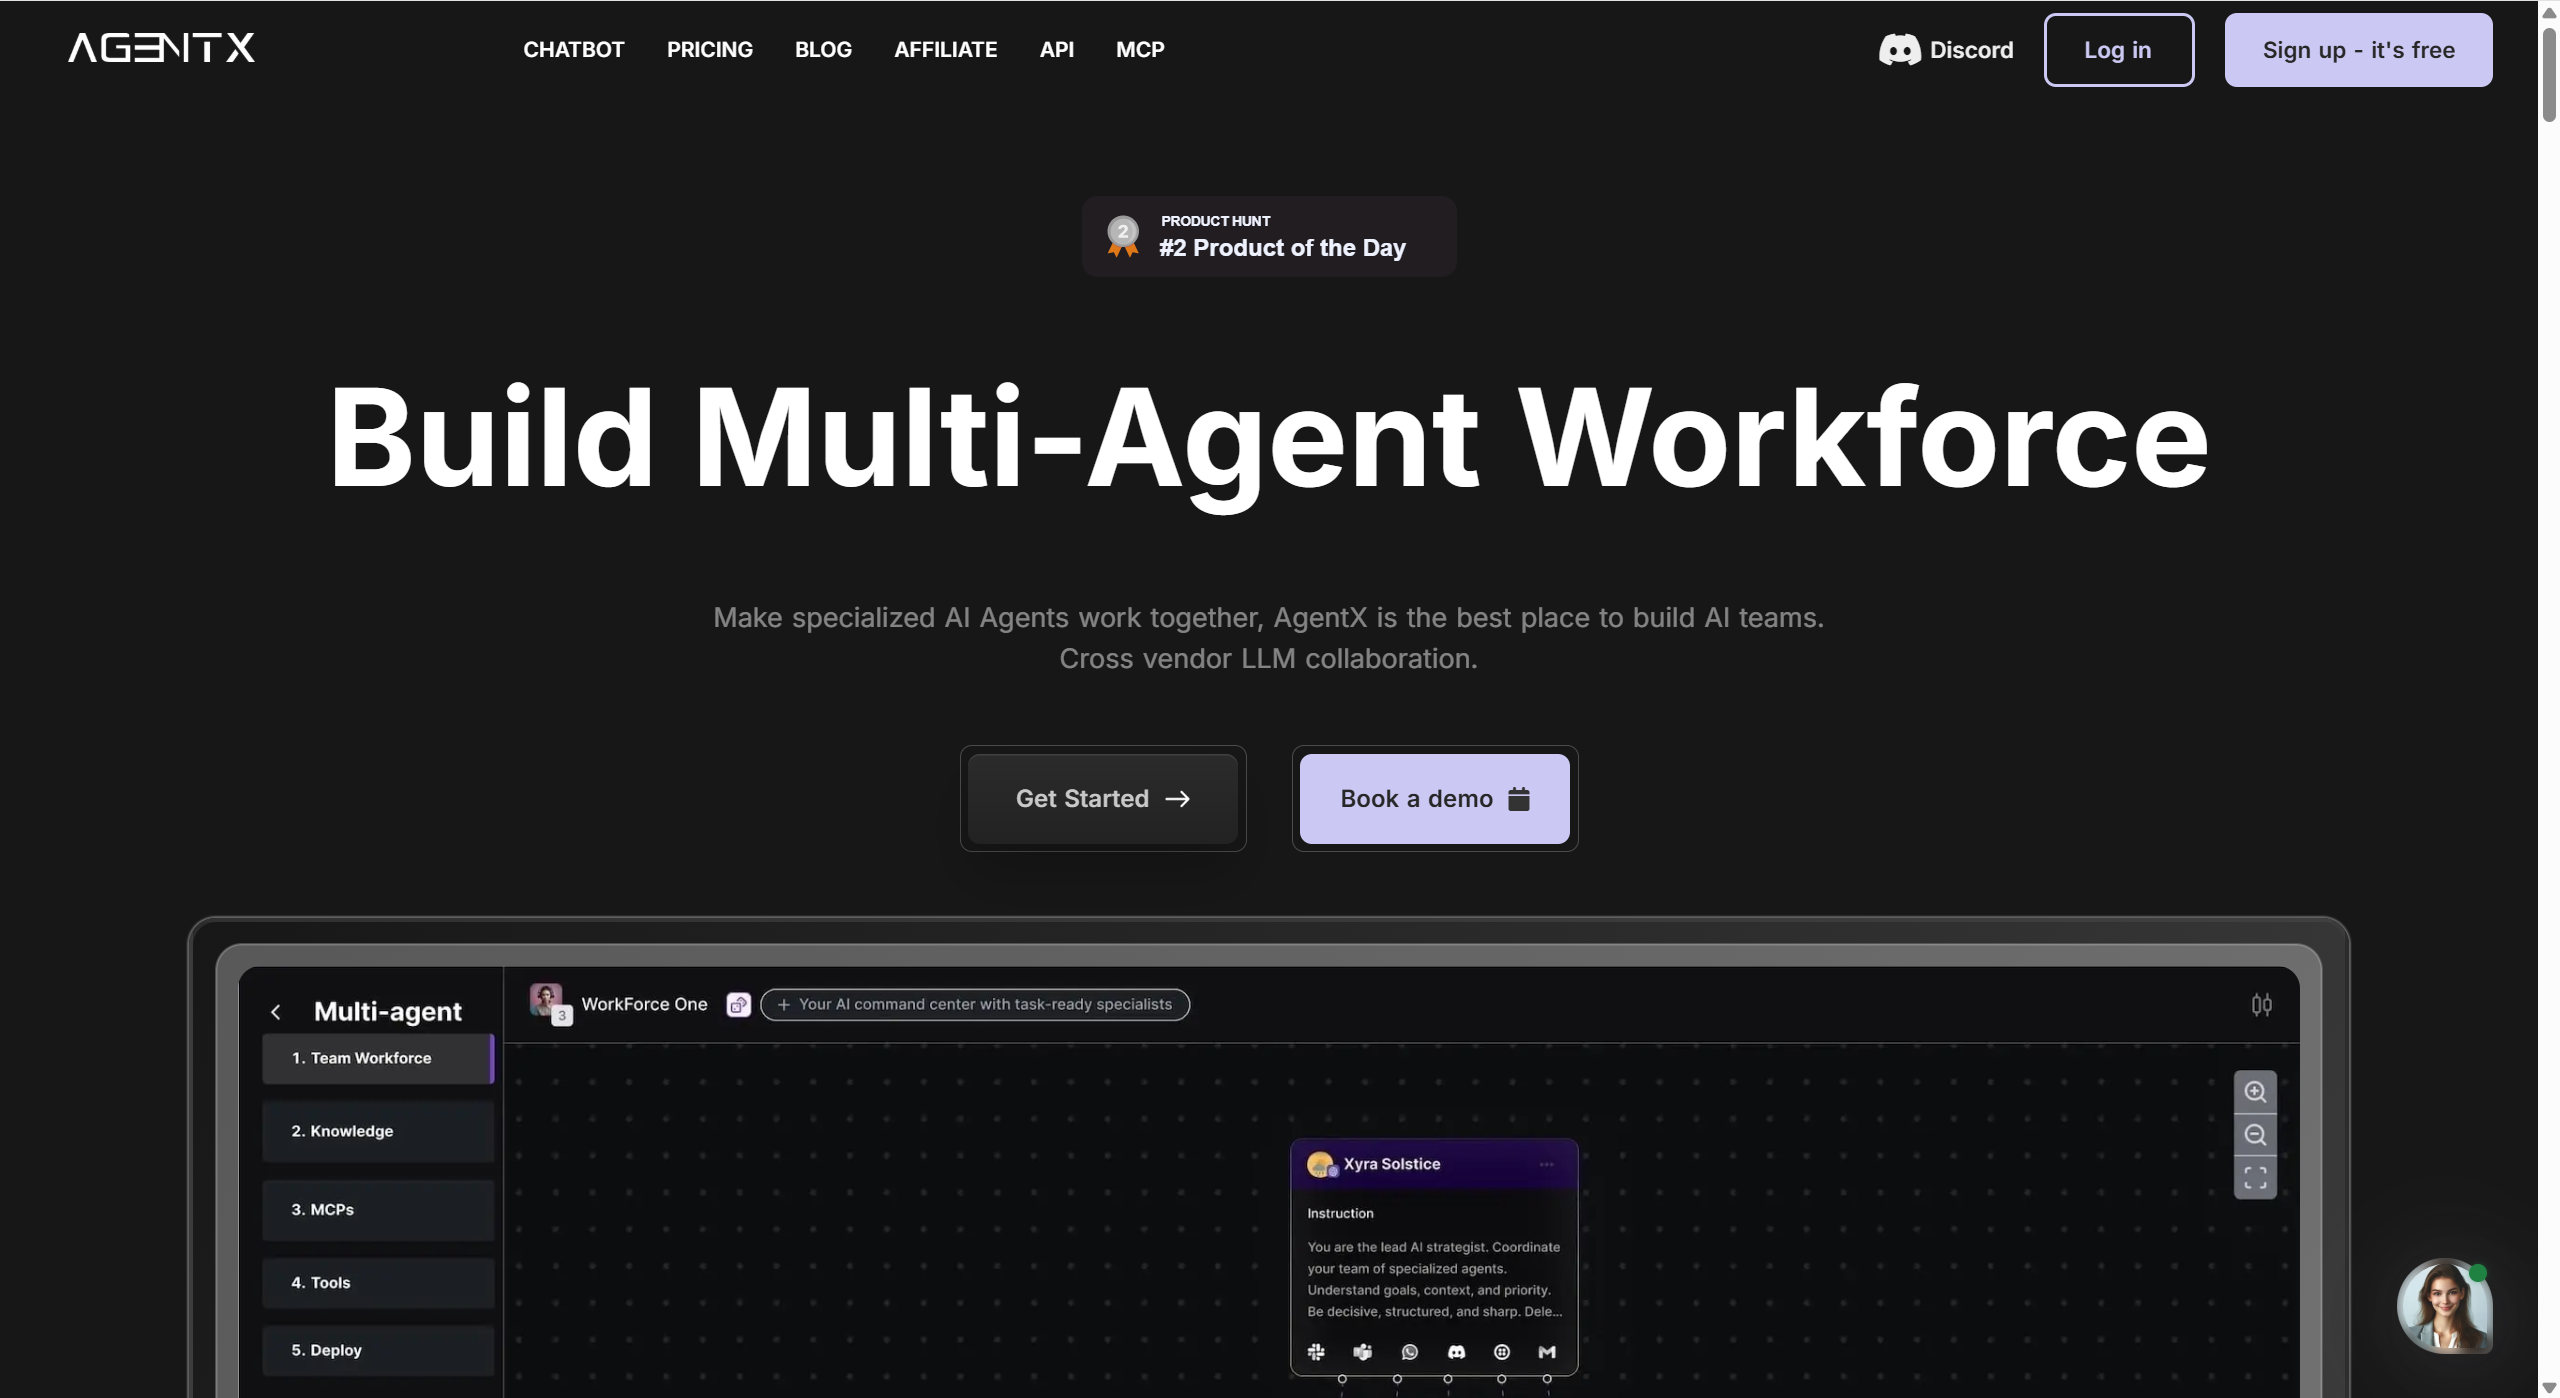 AGENTX
CHATBOT
PRICING
BLOG
AFFILIATE
API
MCP
Discord
Log in
Sign up - it's free
2
PRODUCT HUNT
#2 Product of the Day
Build Multi-Agent Workforce
Make specialized AI Agents work together, AgentX is the best place to build AI teams.
Cross vendor LLM collaboration.
Get Started
Book a demo
Multi-agent
1. Team Workforce
2. Knowledge
3. MCPs
4. Tools
5. Deploy
3
WorkForce One
Your AI command center with task-ready specialists
Xyra Solstice
Instruction
You are the lead AI strategist. Coordinate
your team of specialized agents.
Understand goals, context, and priority.
Be decisive, structured, and sharp. Dele...